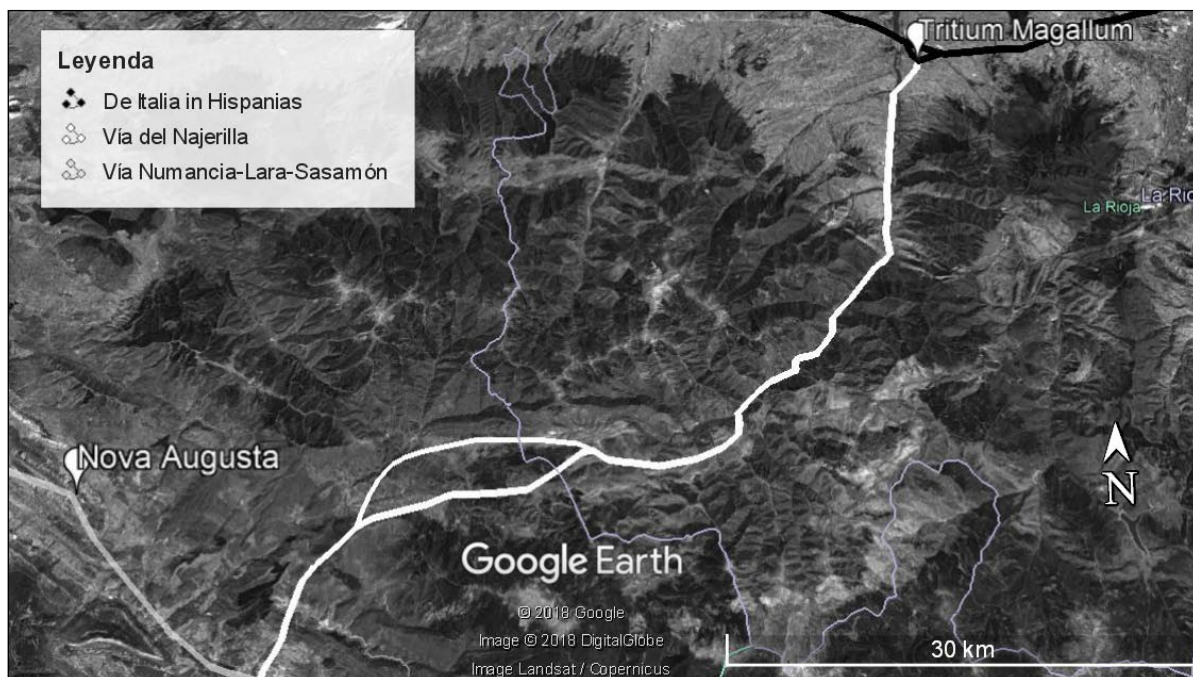 Leyenda
De Italia in Hispanias
Vía del Najerilla
Vía Numancia-Lara-Sasamón
Tritium Magallum
La Rioja
La Rio
Nova Augusta
N
Google Earth
© 2018 Google
Image © 2018 DigitalGlobe
Image Landsat / Copernicus
30 km